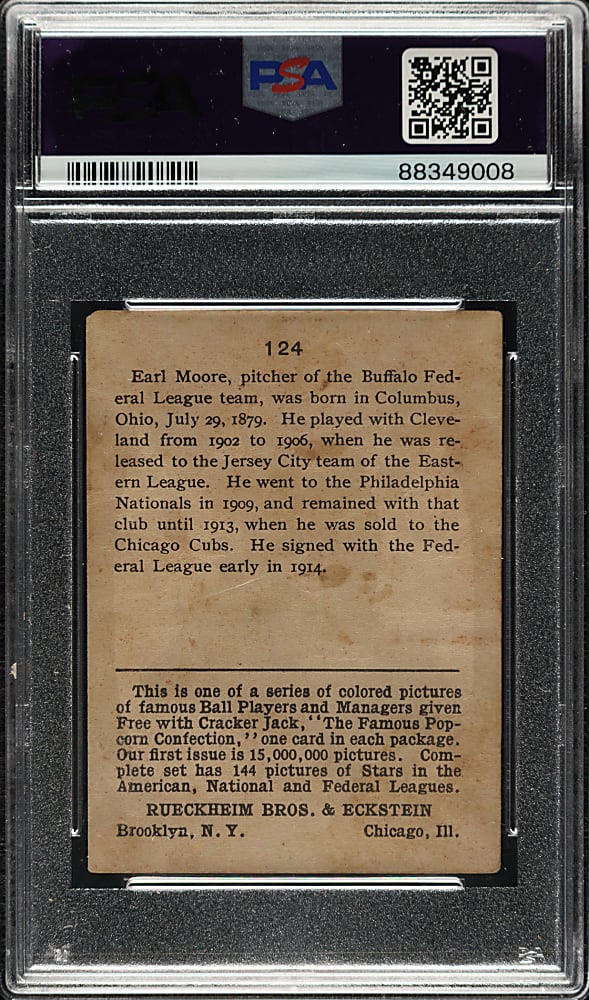 PSA
88349008
124
Earl Moore, pitcher of the Buffalo Fed-
eral League team, was born in Columbus,
Ohio, July 29, 1879. He played with Cleve-
land from 1902 to 1906, when he was re-
leased to the Jersey City team of the East-
ern League. He went to the Philadelphia
Nationals in 1909, and remained with that
club until 1913, when he was sold to the
Chicago Cubs. He signed with the Fed-
eral League early in 1914.
This is one of a series of colored pictures
of famous Ball Players and Managers given
Free with Cracker Jack, "The Famous Pop-
corn Confection," one card in each package.
Our first issue is 15,000,000 pictures. Com-
plete set has 144 pictures of Stars in the
American, National and Federal Leagues.
RUECKHEIM BROS. & ECKSTEIN
Brooklyn, N. Y. Chicago, Ill.